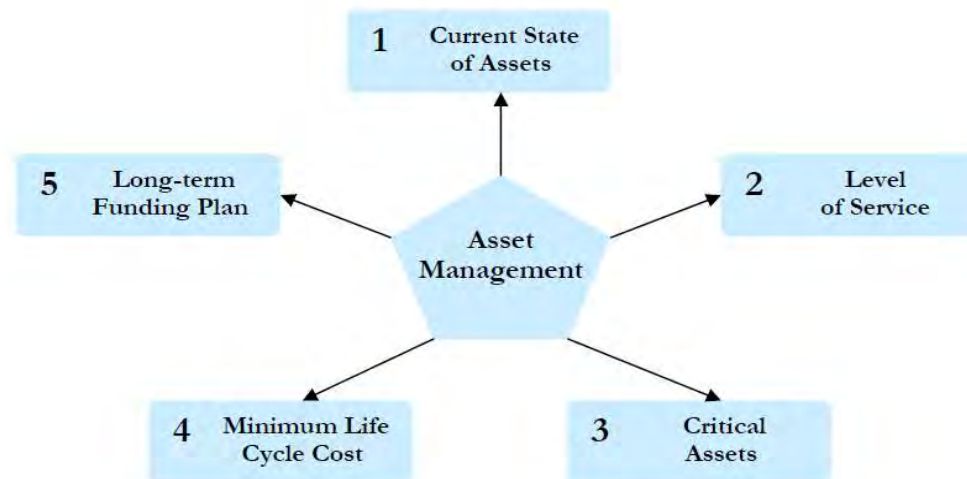 1 Current State
of Assets
5 Long-term
Funding Plan
2 Level
of Service
Asset
Management
4 Minimum Life
Cycle Cost
3 Critical
Assets